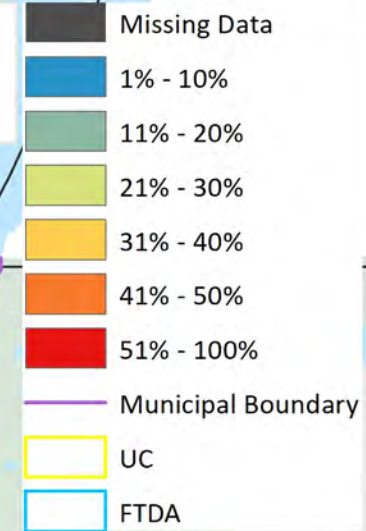 Missing Data
1% - 10%
11% - 20%
21% - 30%
31% - 40%
41% - 50%
51% - 100%
Municipal Boundary
UC
FTDA